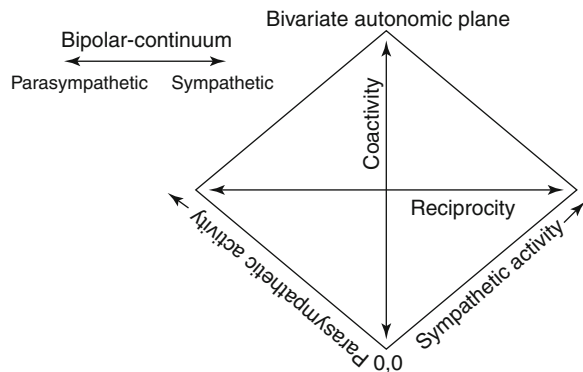 Bivariate autonomic plane
Bipolar-continuum
Parasympathetic Sympathetic
Coactivity
Reciprocity
Parasympathetic activity
Sympathetic activity
0,0